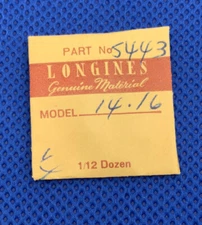 PART No. 5443
LONGINES
Genuine Material
MODEL 14.16
1/12 Dozen